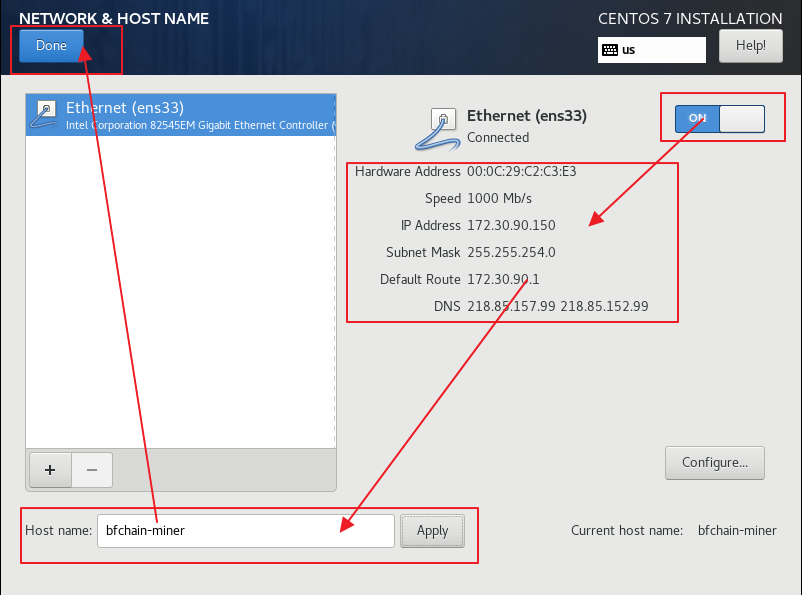 NETWORK & HOST NAME
CENTOS 7 INSTALLATION
Done
us
Help!
Ethernet (ens33)
Intel Corporation 82545EM Gigabit Ethernet Controller (
Ethernet (ens33)
Connected
ON
Hardware Address 00:0C:29:C2:C3:E3
Speed 1000 Mb/s
IP Address 172.30.90.150
Subnet Mask 255.255.254.0
Default Route 172.30.90.1
DNS 218.85.157.99 218.85.152.99
+ −
Configure...
Host name: bfchain-miner Apply
Current host name: bfchain-miner